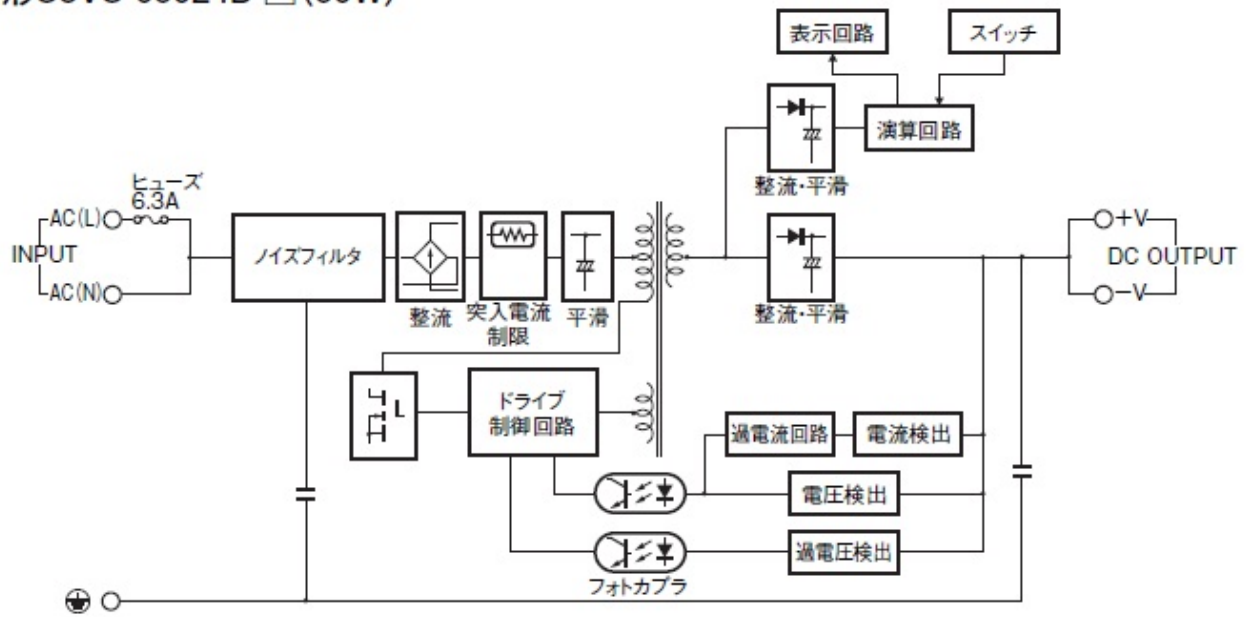 表示回路
スイッチ
演算回路
整流・平滑
ヒューズ
6.3A
AC(L)
INPUT
AC(N)
ノイズフィルタ
整流
突入電流
制限
平滑
整流・平滑
+V
DC OUTPUT
−V
ドライブ
制御回路
過電流回路
電流検出
電圧検出
過電圧検出
フォトカプラ